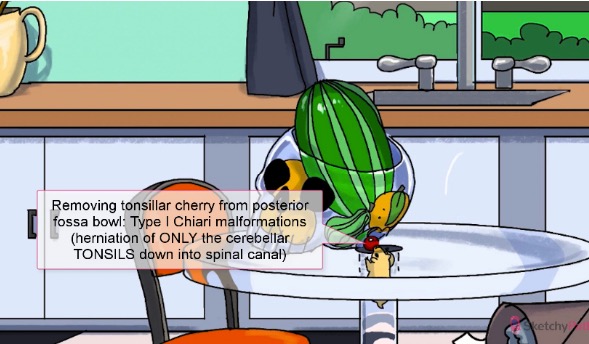 Removing tonsillar cherry from posterior
fossa bowl: Type I Chiari malformations
(herniation of ONLY the cerebellar
TONSILS down into spinal canal)